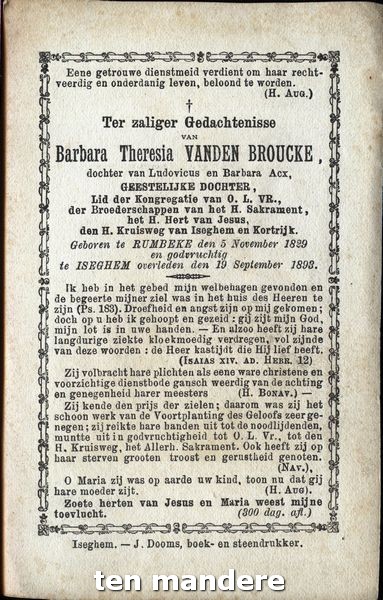 Eene getrouwe dienstmeid verdient om haar recht-
veerdig en onderdanig leven, beloond te worden.
(H. Aug.)
†
Ter zaliger Gedachtenisse
VAN
Barbara Theresia VANDEN BROUCKE,
dochter van Ludovicus en Barbara Acx,
GEESTELIJKE DOCHTER,
Lid der Kongregatie van O. L. VR.,
der Broederschappen van het H. Sakrament,
het H. Hert van Jesus,
den H. Kruisweg van Iseghem en Kortrijk.
Geboren te RUMBEKE den 5 November 1829
en godvruchtig
te ISEGHEM overleden den 19 September 1893.
Ik heb in het gebed mijn welbehagen gevonden en
de begeerte mijner ziel was in het huis des Heeren te
zijn (Ps. 183). Droefheid en angst zijn op mij gekomen;
doch op u heb ik gehoopt en gezeid : gij zijt mijn God,
mijn lot is in uwe handen. — En alzoo heeft zij hare
langdurige ziekte kloekmoedig verdregen, vol zijnde
van deze woorden : de Heer kastijdt die Hij lief heeft.
(ISAIAS XIV. AD. HEBR. 12)
Zij volbracht hare plichten als eene ware christene en
voorzichtige dienstbode gansch weerdig van de achting
en genegenheid harer meesters (H. BONAV.) —
Zij kende den prijs der zielen; daarom was zij het
schoon werk van de Voortplanting des Geloofs zeer ge-
negen; zij reikte hare handen uit tot de noodlijdenden,
muntte uit in godvruchtigheid tot O. L. Vr., tot den
H. Kruisweg, het Allerh. Sakrament. Ook heeft zij op
haar sterven grooten troost en gerustheid genoten.
(NAV.),
O Maria zij was op aarde uw kind, toon nu dat gij
hare moeder zijt. (H. Aug.)
Zoete herten van Jesus en Maria weest mijne
toevlucht. (300 dag. afl.)
Iseghem. — J. Dooms, boek- en steendrukker.
ten mandere